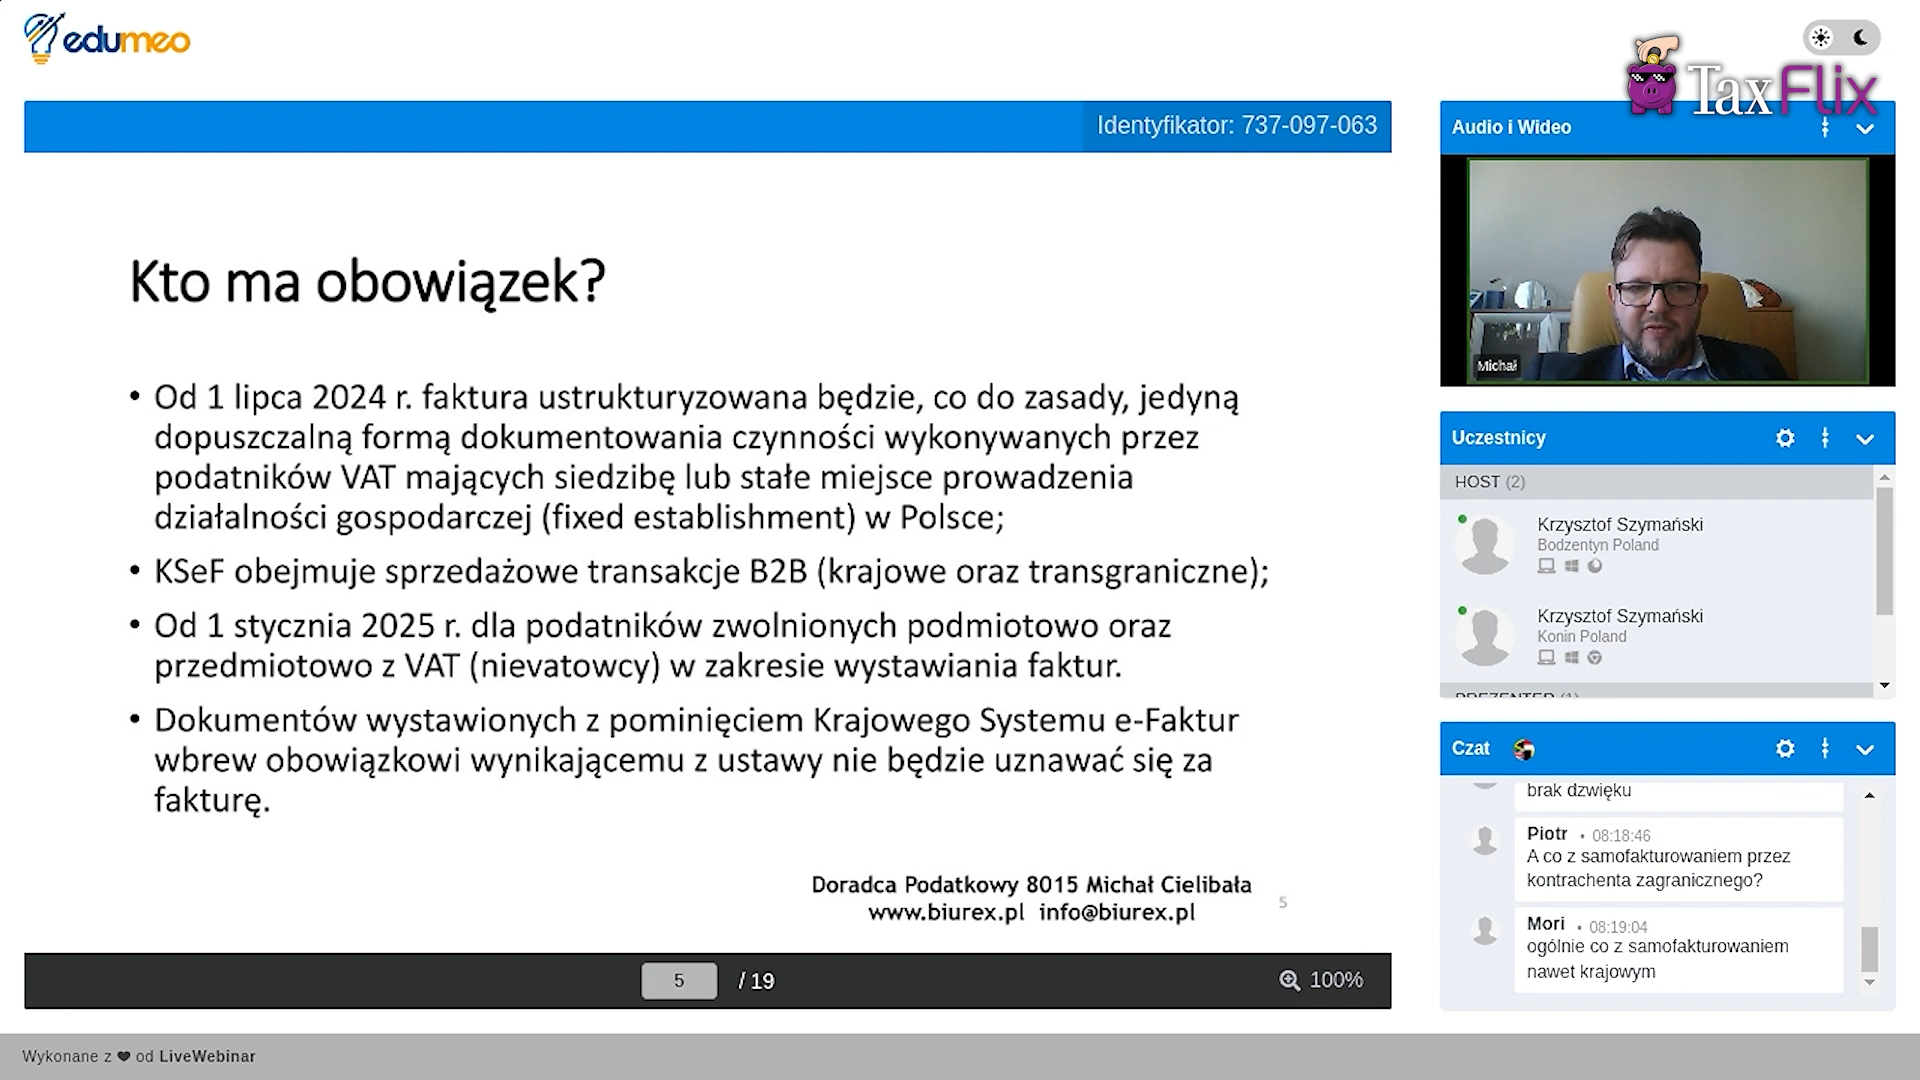 edumeo
TaxFlix
Identyfikator: 737-097-063
Kto ma obowiązek?
• Od 1 lipca 2024 r. faktura ustrukturyzowana będzie, co do zasady, jedyną
dopuszczalną formą dokumentowania czynności wykonywanych przez
podatników VAT mających siedzibę lub stałe miejsce prowadzenia
działalności gospodarczej (fixed establishment) w Polsce;
• KSeF obejmuje sprzedażowe transakcje B2B (krajowe oraz transgraniczne);
• Od 1 stycznia 2025 r. dla podatników zwolnionych podmiotowo oraz
przedmiotowo z VAT (nievatowcy) w zakresie wystawiania faktur.
• Dokumentów wystawionych z pominięciem Krajowego Systemu e-Faktur
wbrew obowiązkowi wynikającemu z ustawy nie będzie uznawać się za
fakturę.
Doradca Podatkowy 8015 Michał Cielibała
www.biurex.pl info@biurex.pl
5
5 / 19
100%
Audio i Wideo
Michał
Uczestnicy
HOST (2)
Krzysztof Szymański
Bodzentyn Poland
Krzysztof Szymański
Konin Poland
PREZENTER (1)
Czat
brak dzwięku
Piotr • 08:18:46
A co z samofakturowaniem przez
kontrachenta zagranicznego?
Mori • 08:19:04
ogólnie co z samofakturowaniem
nawet krajowym
Wykonane z ❤ od LiveWebinar